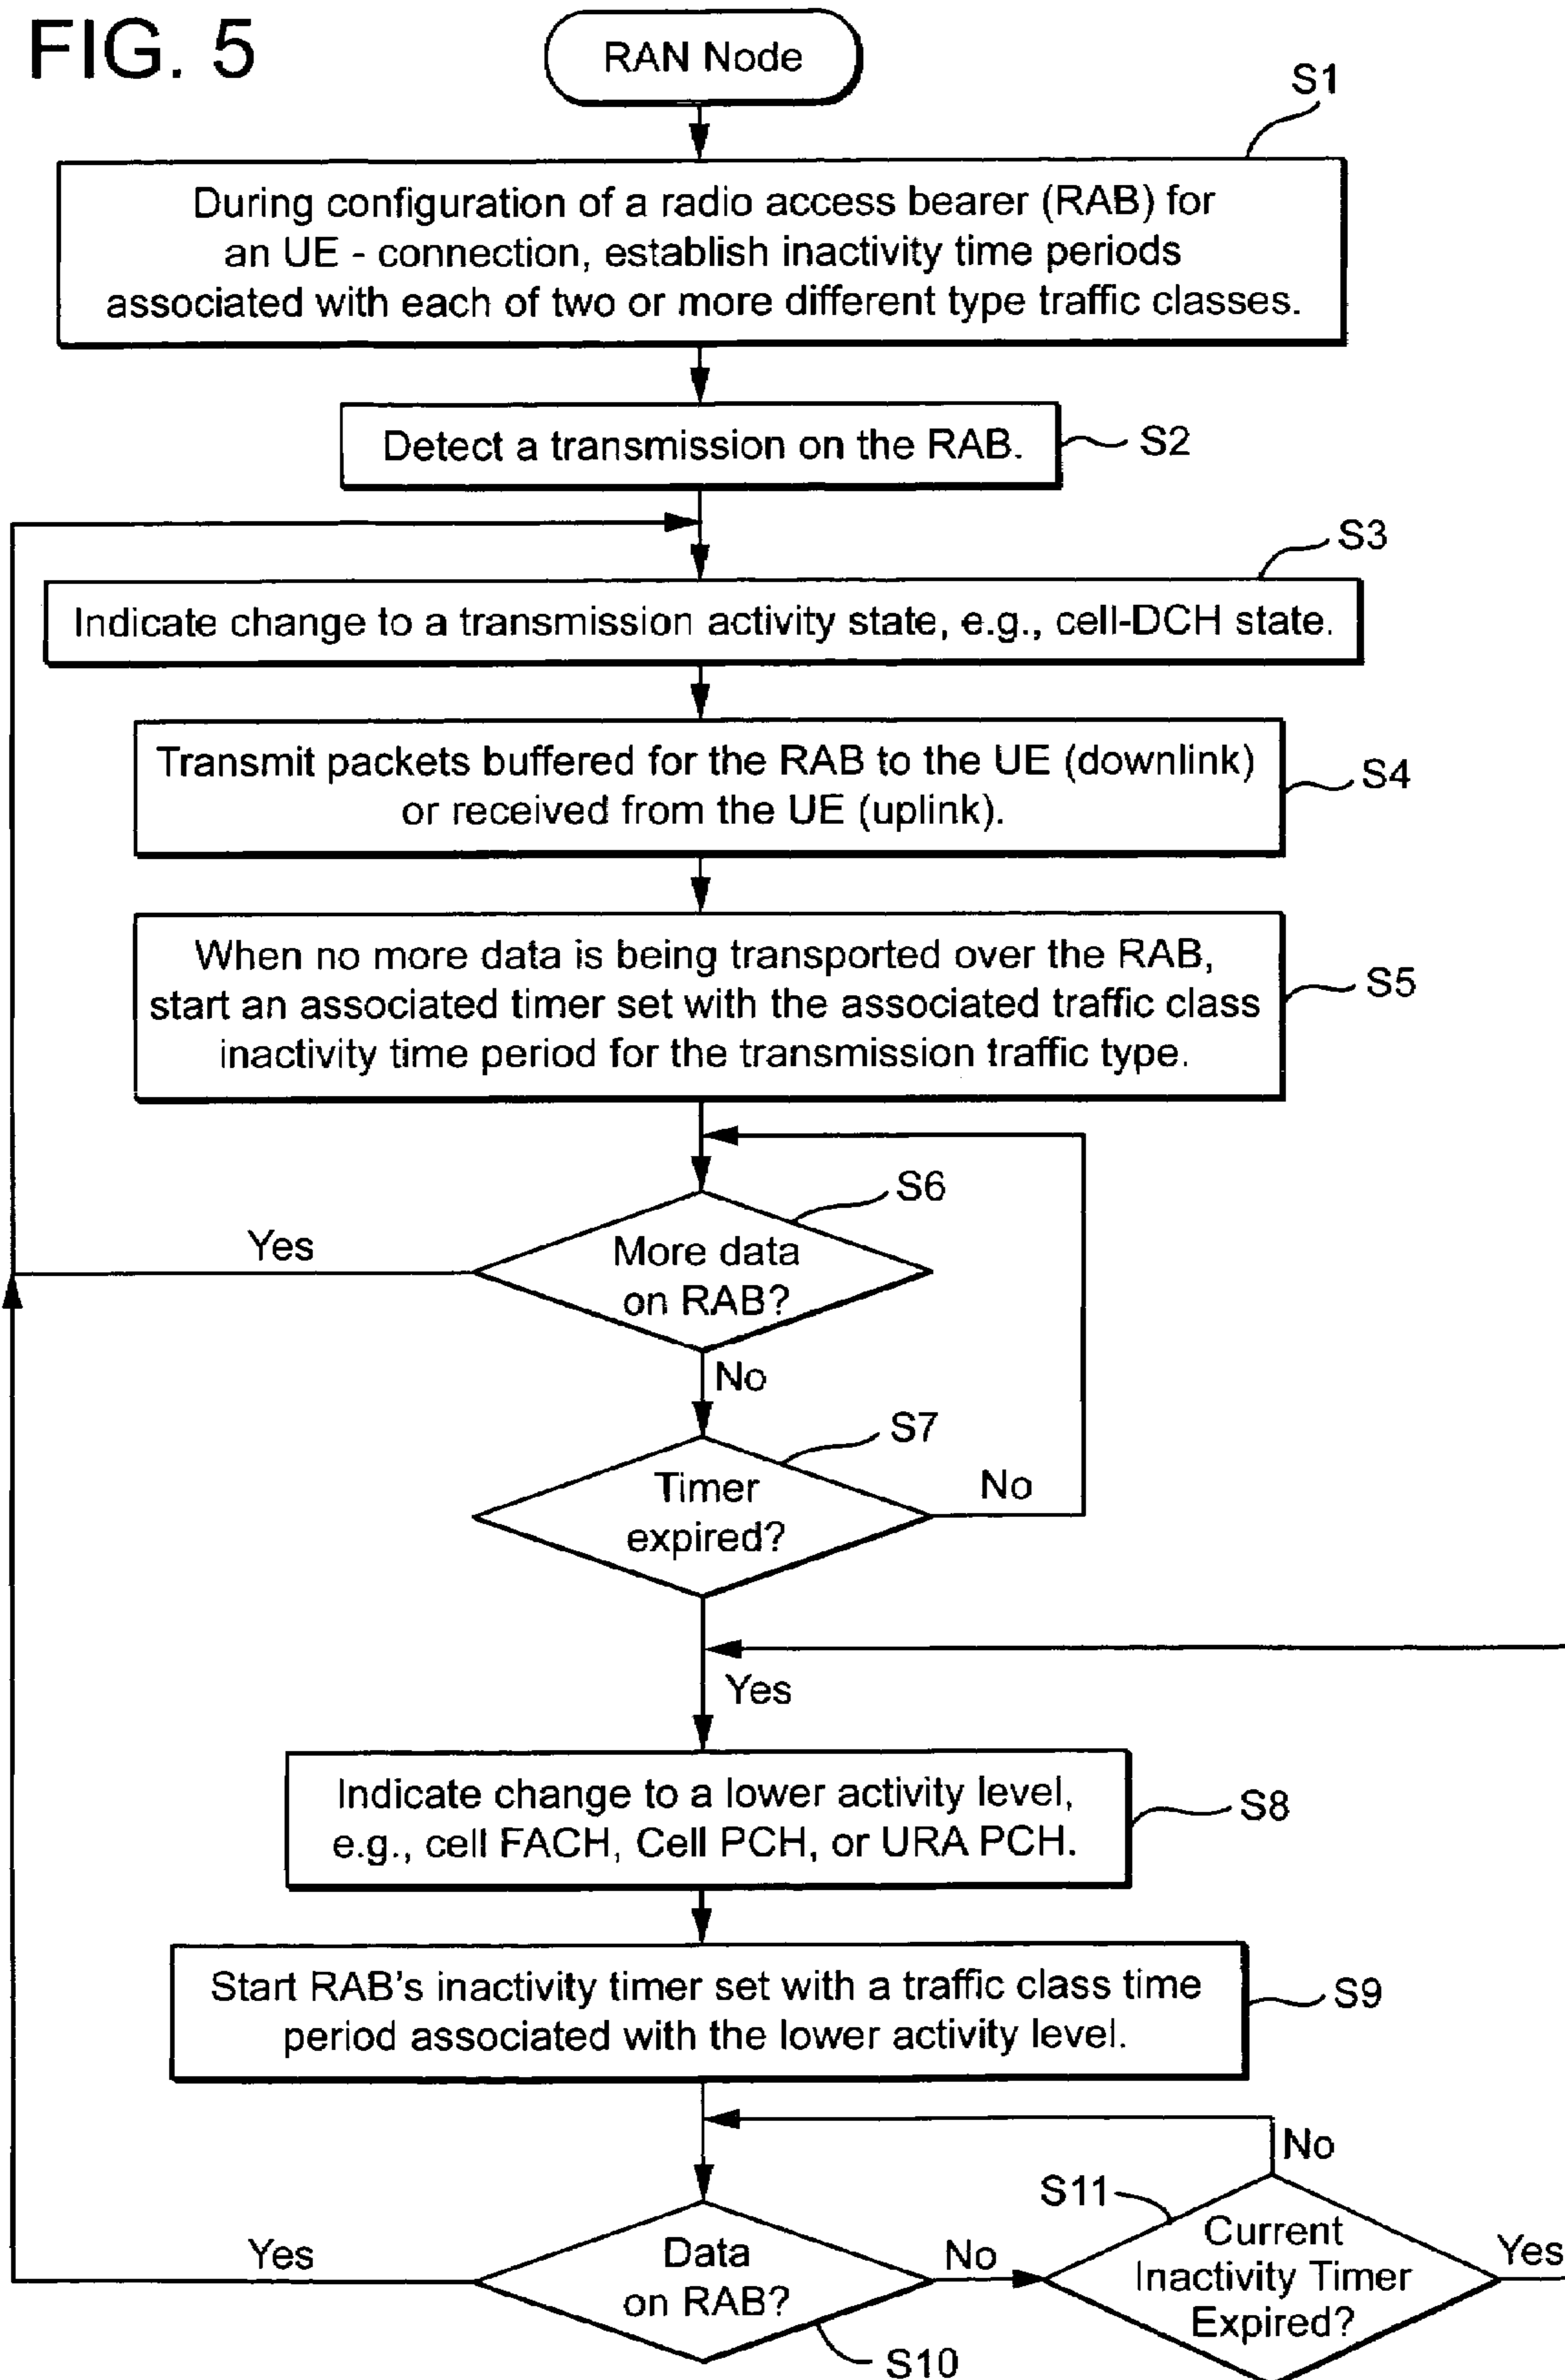 FIG. 5
RAN Node
S1
During configuration of a radio access bearer (RAB) for
an UE - connection, establish inactivity time periods
associated with each of two or more different type traffic classes.
Detect a transmission on the RAB.
S2
S3
Indicate change to a transmission activity state, e.g., cell-DCH state.
Transmit packets buffered for the RAB to the UE (downlink)
or received from the UE (uplink).
S4
When no more data is being transported over the RAB,
start an associated timer set with the associated traffic class
inactivity time period for the transmission traffic type.
S5
S6
Yes
More data
on RAB?
No
S7
Timer
expired?
No
Yes
Indicate change to a lower activity level,
e.g., cell FACH, Cell PCH, or URA PCH.
S8
Start RAB's inactivity timer set with a traffic class time
period associated with the lower activity level.
S9
No
S11
Yes
Data
on RAB?
No
Current
Inactivity Timer
Expired?
Yes
S10